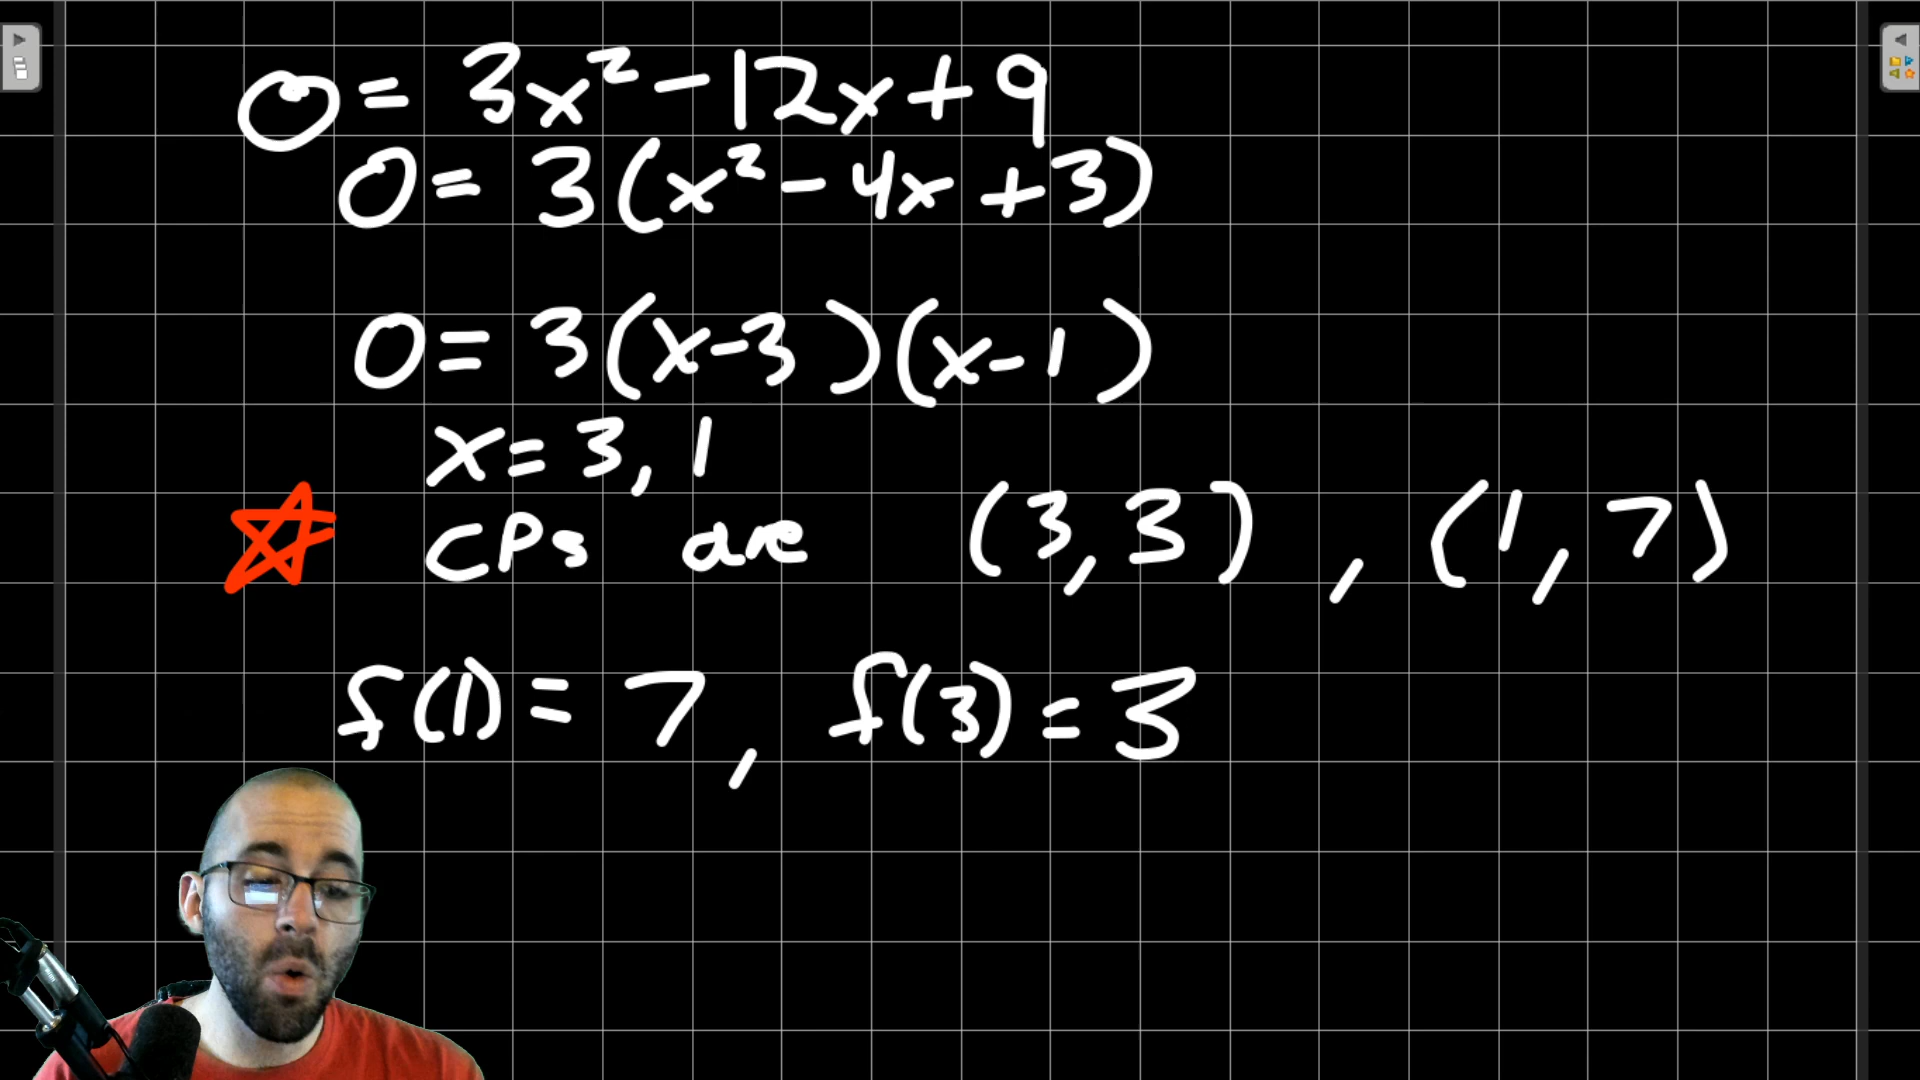 0 = 3x² - 12x + 9
0 = 3(x² - 4x + 3)
0 = 3(x-3)(x-1)
x = 3, 1
CPs are (3,3), (1,7)
f(1) = 7, f(3) = 3